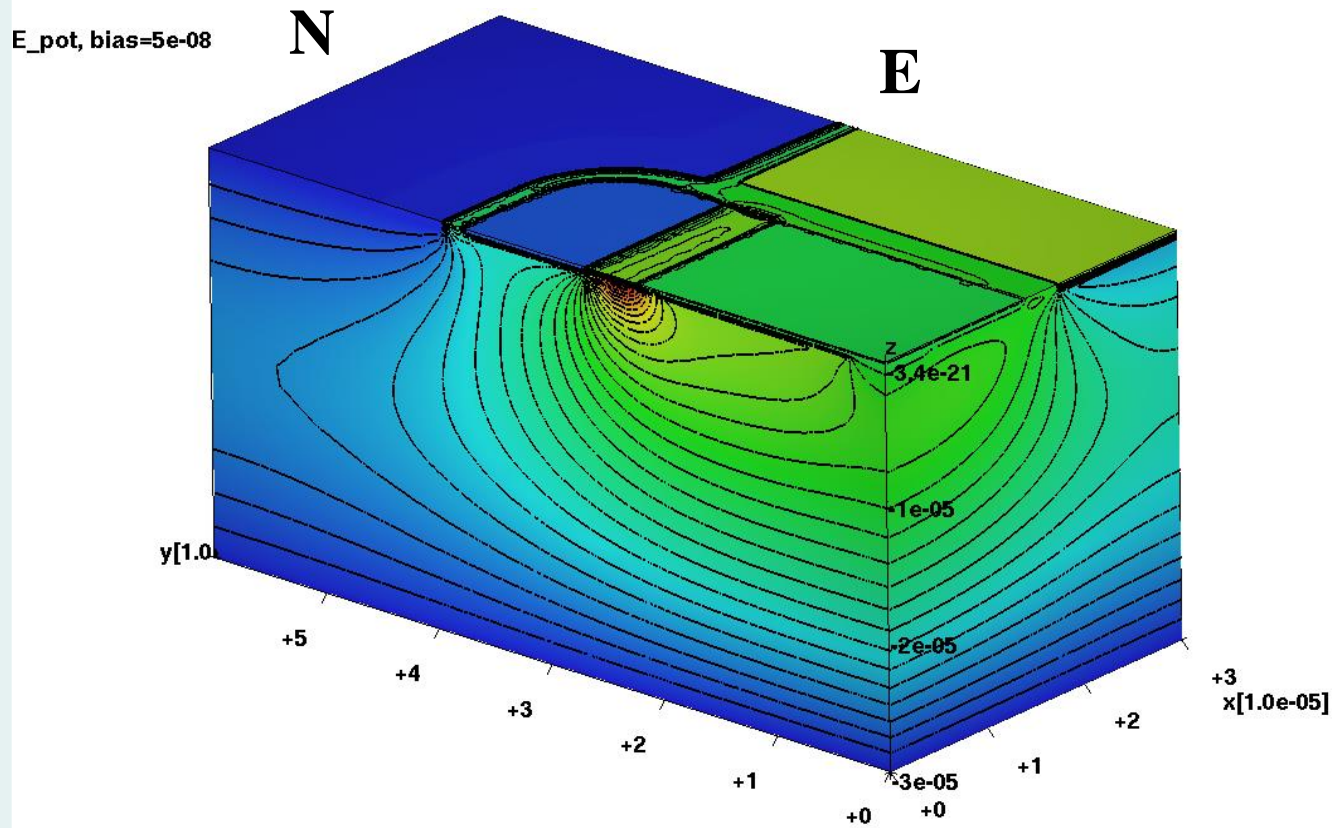 N
E_pot, bias=5e-08
E
z
-3.4e-21
-1e-05
y[1.0
-2e-05
+5
+4
+3
+3
x[1.0e-05]
+2
+2
+1
+1
-3e-05
+0
+0